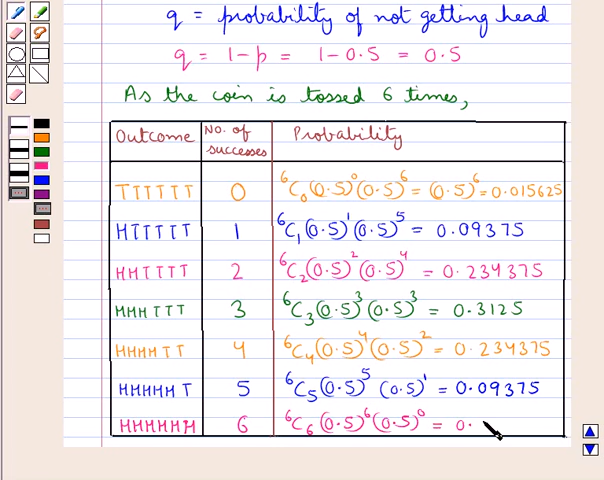 q = probability of not getting head
q = 1-p = 1-0.5 = 0.5
As the coin is tossed 6 times,
Outcome No. of successes Probability
TTTTTT 0 ⁶C₀(0.5)⁰(0.5)⁶ = (0.5)⁶ = 0.015625
HTTTTT 1 ⁶C₁(0.5)¹(0.5)⁵ = 0.09375
HHTTTT 2 ⁶C₂(0.5)²(0.5)⁴ = 0.234375
HHHTTT 3 ⁶C₃(0.5)³(0.5)³ = 0.3125
HHHHTT 4 ⁶C₄(0.5)⁴(0.5)² = 0.234375
HHHHHT 5 ⁶C₅(0.5)⁵(0.5)¹ = 0.09375
HHHHHH 6 ⁶C₆(0.5)⁶(0.5)⁰ = 0.